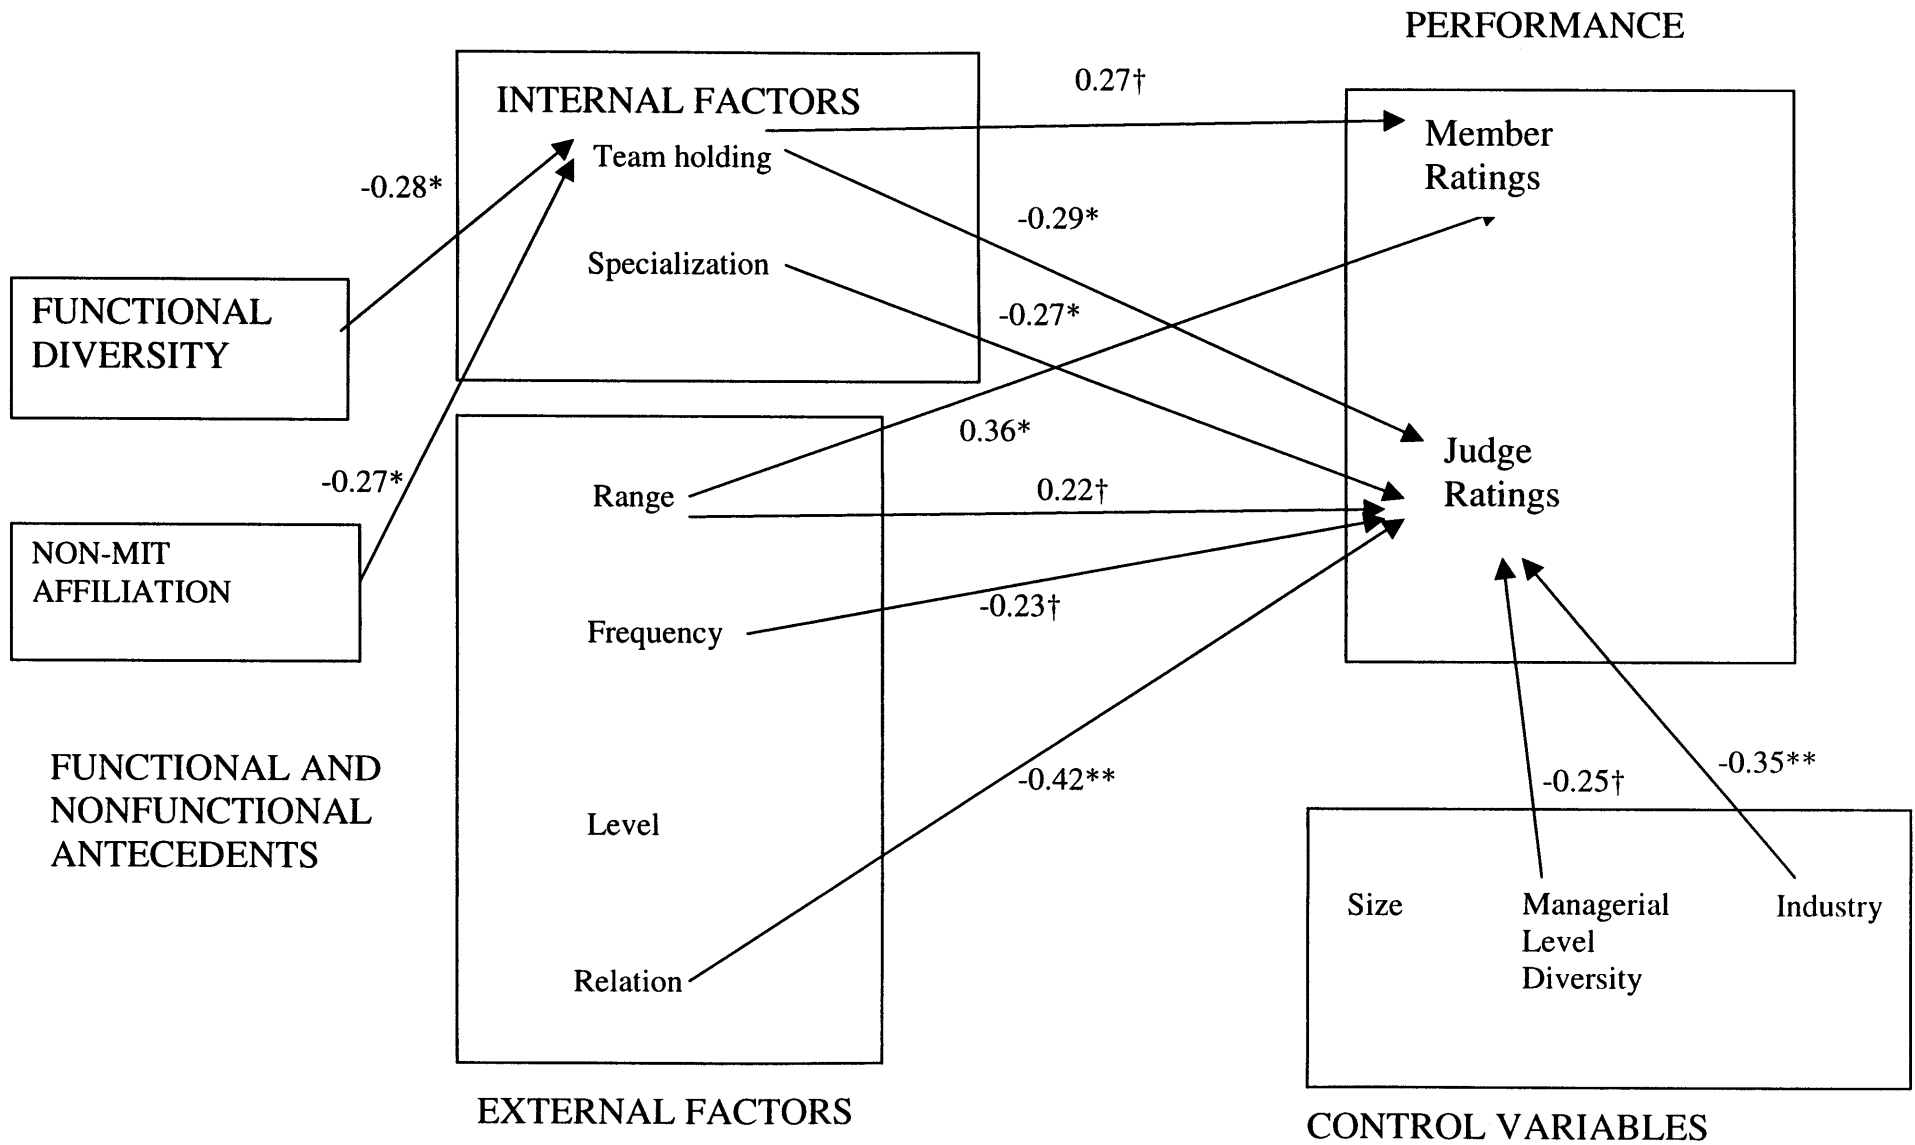 PERFORMANCE
INTERNAL FACTORS
0.27†
Member
Ratings
Team holding
-0.28*
-0.29*
Specialization
-0.27*
FUNCTIONAL
DIVERSITY
0.36*
Judge
Ratings
-0.27*
Range
0.22†
NON-MIT
AFFILIATION
Frequency
-0.23†
FUNCTIONAL AND
NONFUNCTIONAL
ANTECEDENTS
-0.42**
-0.25†
-0.35**
Level
Size
Managerial
Level
Diversity
Industry
Relation
EXTERNAL FACTORS
CONTROL VARIABLES